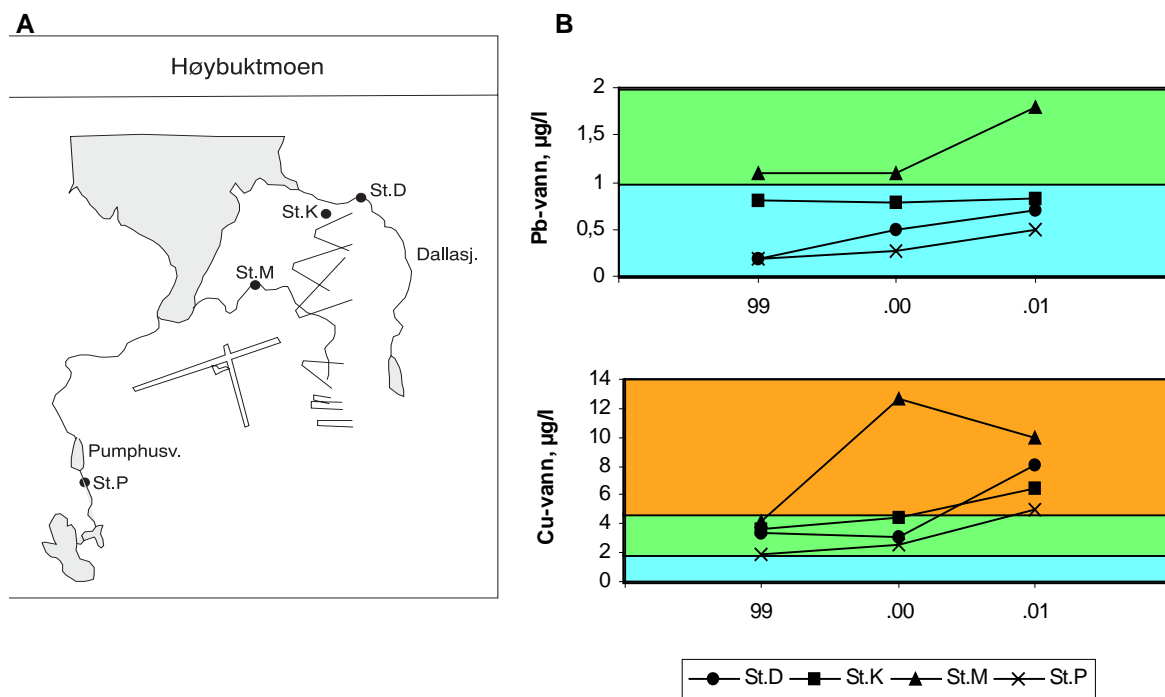 A
Høybuktmoen
St.D
St.K
Dallasj.
St.M
Pumphusv.
St.P
B
Pb-vann, µg/l
2
1,5
1
0,5
0
99 .00 .01
Cu-vann, µg/l
14
12
10
8
6
4
2
0
99 .00 .01
St.D St.K St.M St.P